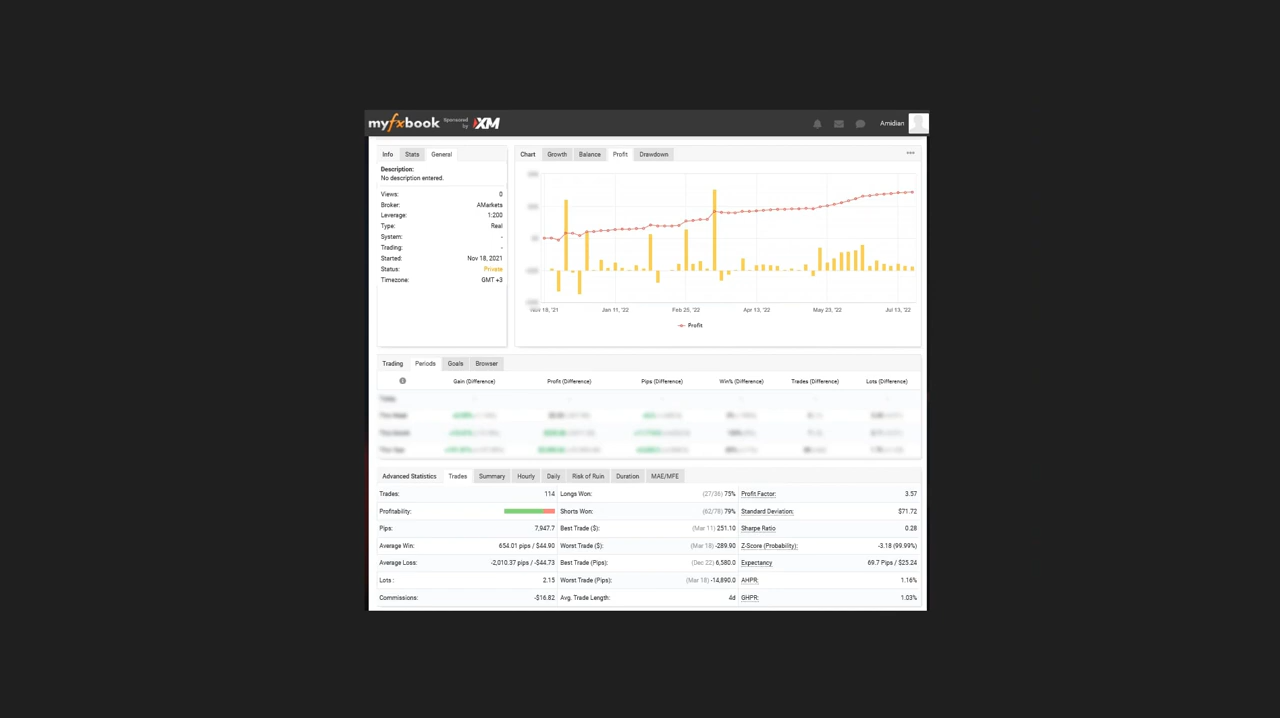 myfxbook Sponsored by XM Amidian
Info Stats General
Description:
No description entered.
Views: 0
Broker: AMarkets
Leverage: 1:200
Type: Real
System: -
Trading: -
Started: Nov 18, 2021
Status: Private
Timezone: GMT +3
Chart Growth Balance Profit Drawdown
Nov 18, '21 Jan 11, '22 Feb 25, '22 Apr 13, '22 May 23, '22 Jul 13, '22
Profit
Trading Periods Goals Browser
Gain (Difference) Profit (Difference) Pips (Difference) Win% (Difference) Trades (Difference) Lots (Difference)
Advanced Statistics Trades Summary Hourly Daily Risk of Ruin Duration MAE/MFE
Trades: 114 Longs Won: (27/36) 75% Profit Factor: 3.57
Profitability: Shorts Won: (62/78) 79% Standard Deviation: $71.72
Pips: 7,947.7 Best Trade ($): (Mar 11) 251.10 Sharpe Ratio 0.28
Average Win: 654.01 pips / $44.90 Worst Trade ($): (Mar 18) -289.90 Z-Score (Probability): -3.18 (99.99%)
Average Loss: -2,010.37 pips / -$44.73 Best Trade (Pips): (Dec 22) 6,580.0 Expectancy 69.7 Pips / $25.24
Lots : 2.15 Worst Trade (Pips): (Mar 18) -14,890.0 AHPR: 1.16%
Commissions: -$16.82 Avg. Trade Length: 4d GHPR: 1.03%